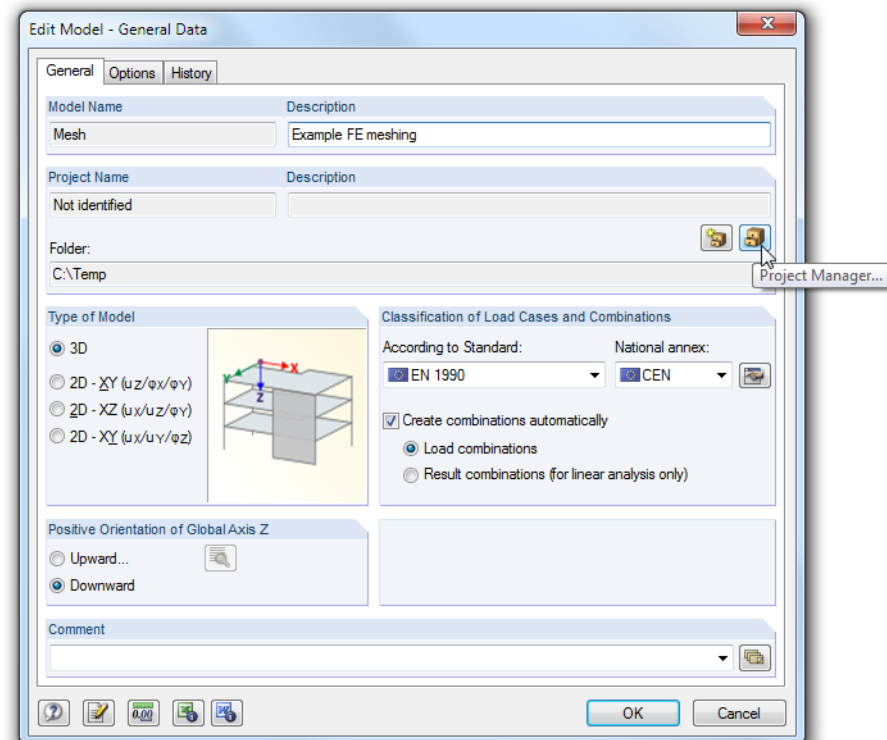 Edit Model - General Data
General Options History
Model Name Description
Mesh Example FE meshing
Project Name Description
Not identified
Folder:
C:\Temp
Project Manager...
Type of Model
3D
2D - XY (uz/φx/φY)
2D - XZ (ux/uz/φY)
2D - XY (ux/uY/φz)
X
Y
Z
Classification of Load Cases and Combinations
According to Standard: National annex:
EN 1990 CEN
Create combinations automatically
Load combinations
Result combinations (for linear analysis only)
Positive Orientation of Global Axis Z
Upward...
Downward
Comment
0.00
OK Cancel